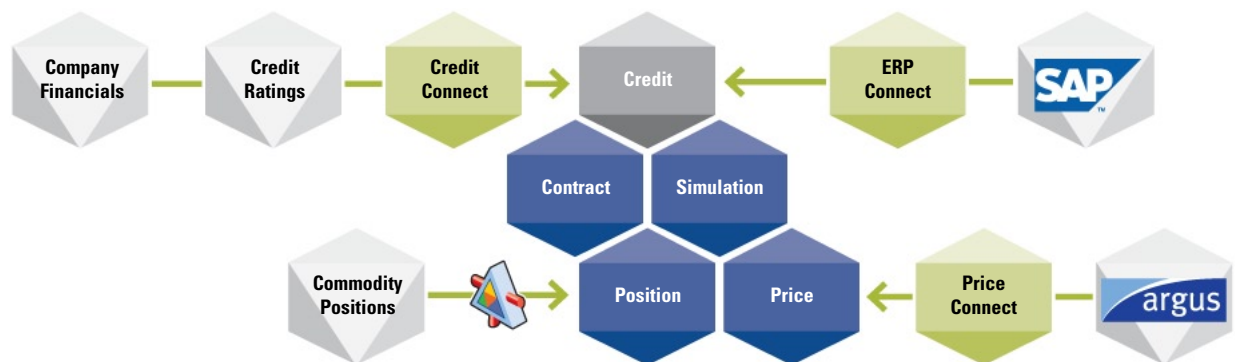 Company
Financials
Credit
Ratings
Credit
Connect
Credit
ERP
Connect
SAP
TM
Contract
Simulation
Commodity
Positions
Position
Price
Price
Connect
argus